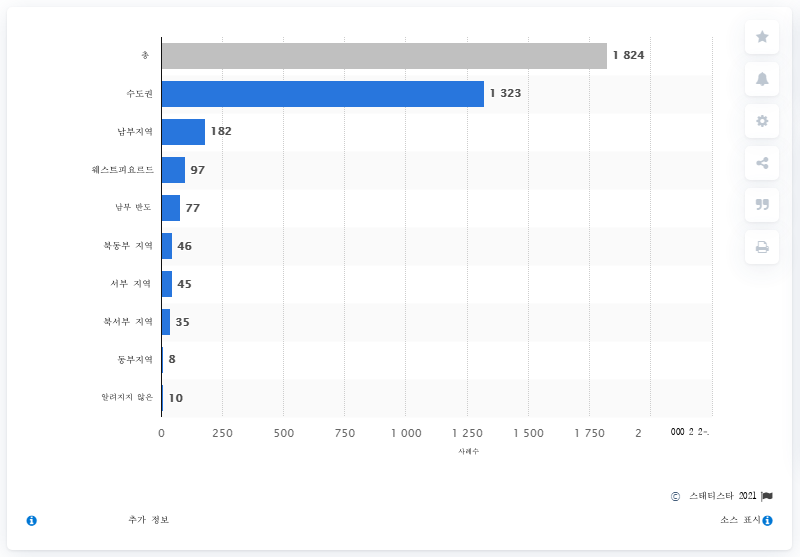 총 1 824
수도권 1 323
남부지역 182
웨스트피요르드 97
남부 반도 77
북동부 지역 46
서부 지역 45
북서부 지역 35
동부지역 8
알려지지 않은 10
0 250 500 750 1 000 1 250 1 500 1 750 2 000 2 2-.
사례수
© 스태티스타 2021
추가 정보 소스 표시